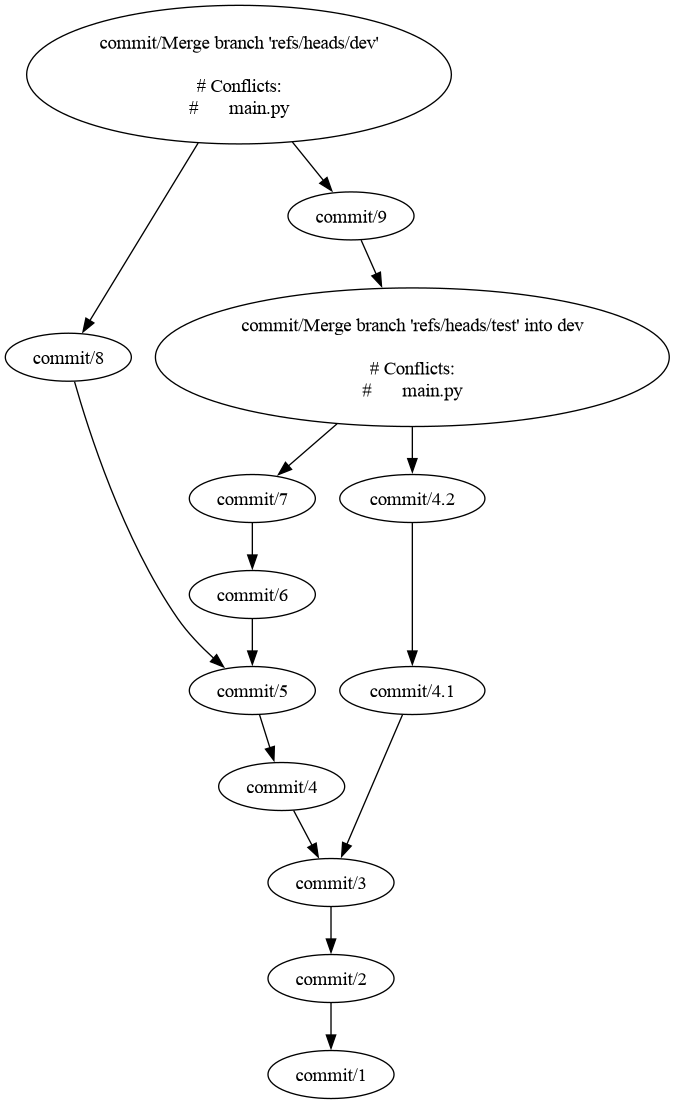 commit/Merge branch 'refs/heads/dev'
# Conflicts:
#       main.py
commit/9
commit/Merge branch 'refs/heads/test' into dev
# Conflicts:
#       main.py
commit/8
commit/7
commit/4.2
commit/6
commit/5
commit/4.1
commit/4
commit/3
commit/2
commit/1